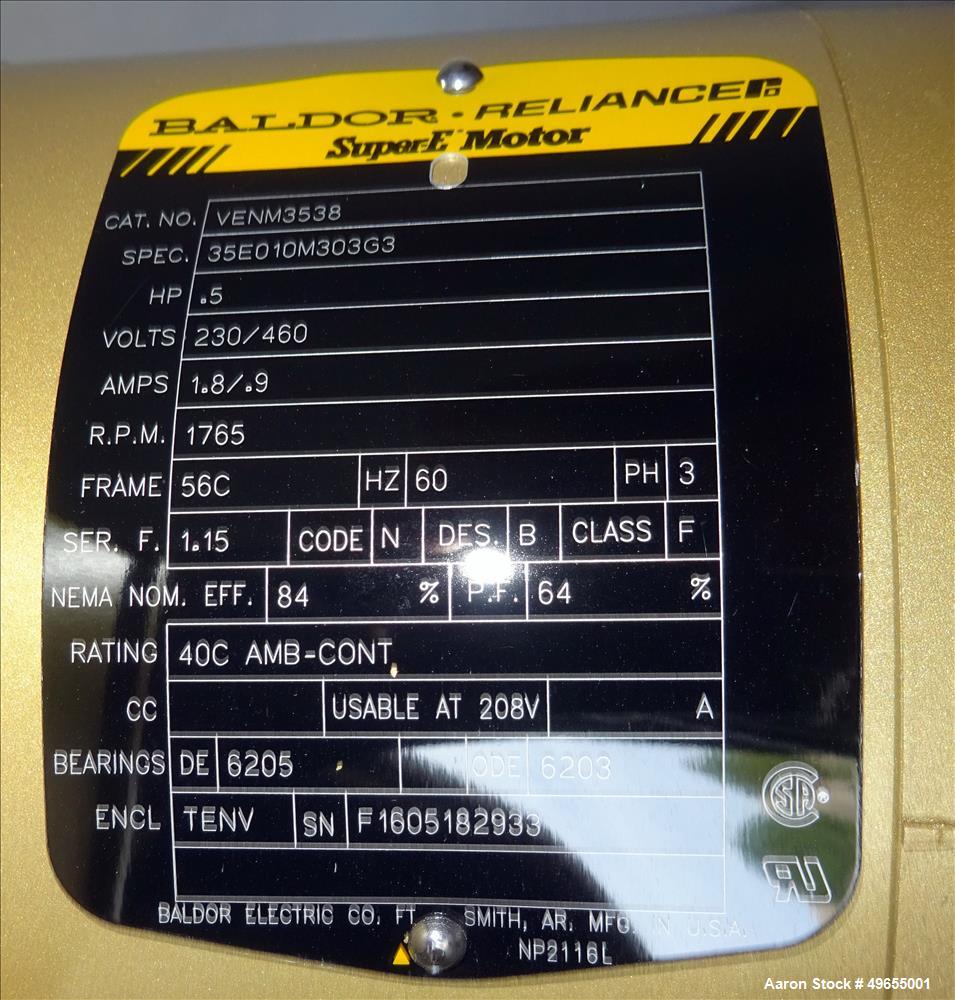 BALDOR · RELIANCE
Super-E Motor
CAT. NO. VENM3538
SPEC. 35E010M303G3
HP .5
VOLTS 230/460
AMPS 1.8/.9
R.P.M. 1765
FRAME 56C HZ 60 PH 3
SER. F. 1.15 CODE N DES. B CLASS F
NEMA NOM. EFF. 84 % P.F. 64 %
RATING 40C AMB-CONT
CC USABLE AT 208V A
BEARINGS DE 6205 ODE 6203
ENCL TENV SN F1605182933
BALDOR ELECTRIC CO. FT. SMITH, AR. MFG. IN U.S.A.
NP2116L
Aaron Stock # 49655001